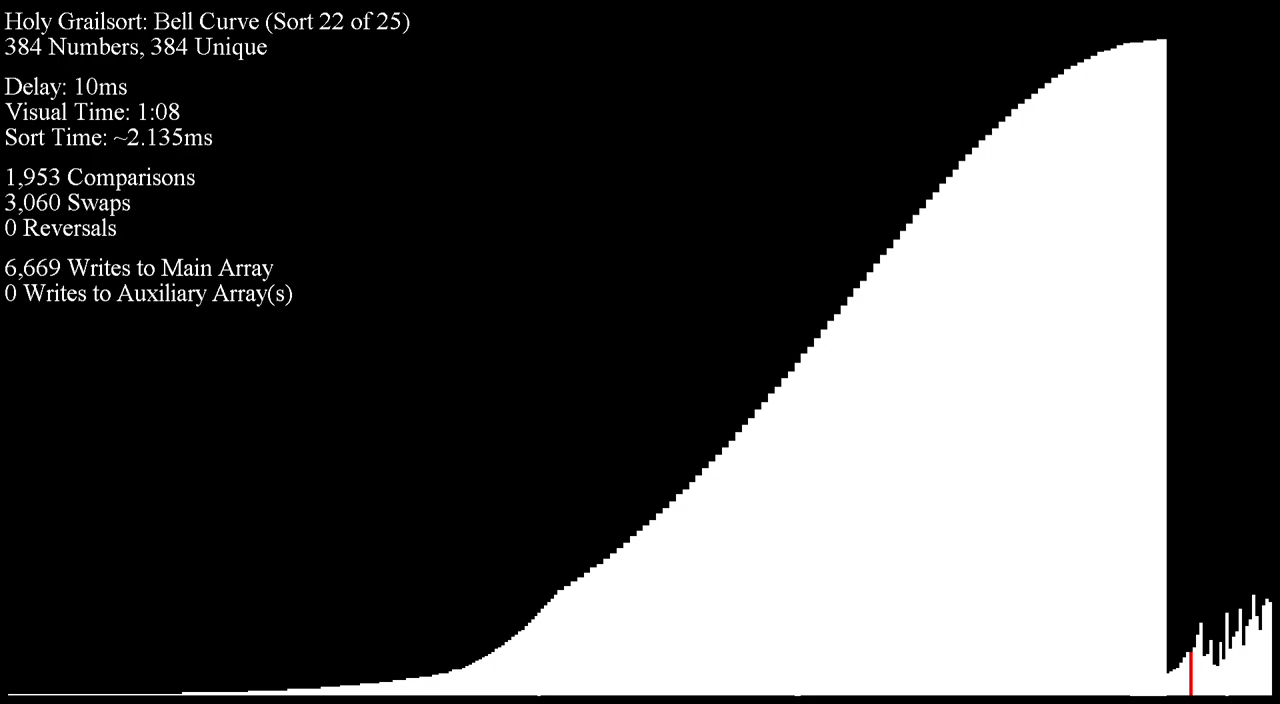 Holy Grailsort: Bell Curve (Sort 22 of 25)
384 Numbers, 384 Unique
Delay: 10ms
Visual Time: 1:08
Sort Time: ~2.135ms
1,953 Comparisons
3,060 Swaps
0 Reversals
6,669 Writes to Main Array
0 Writes to Auxiliary Array(s)